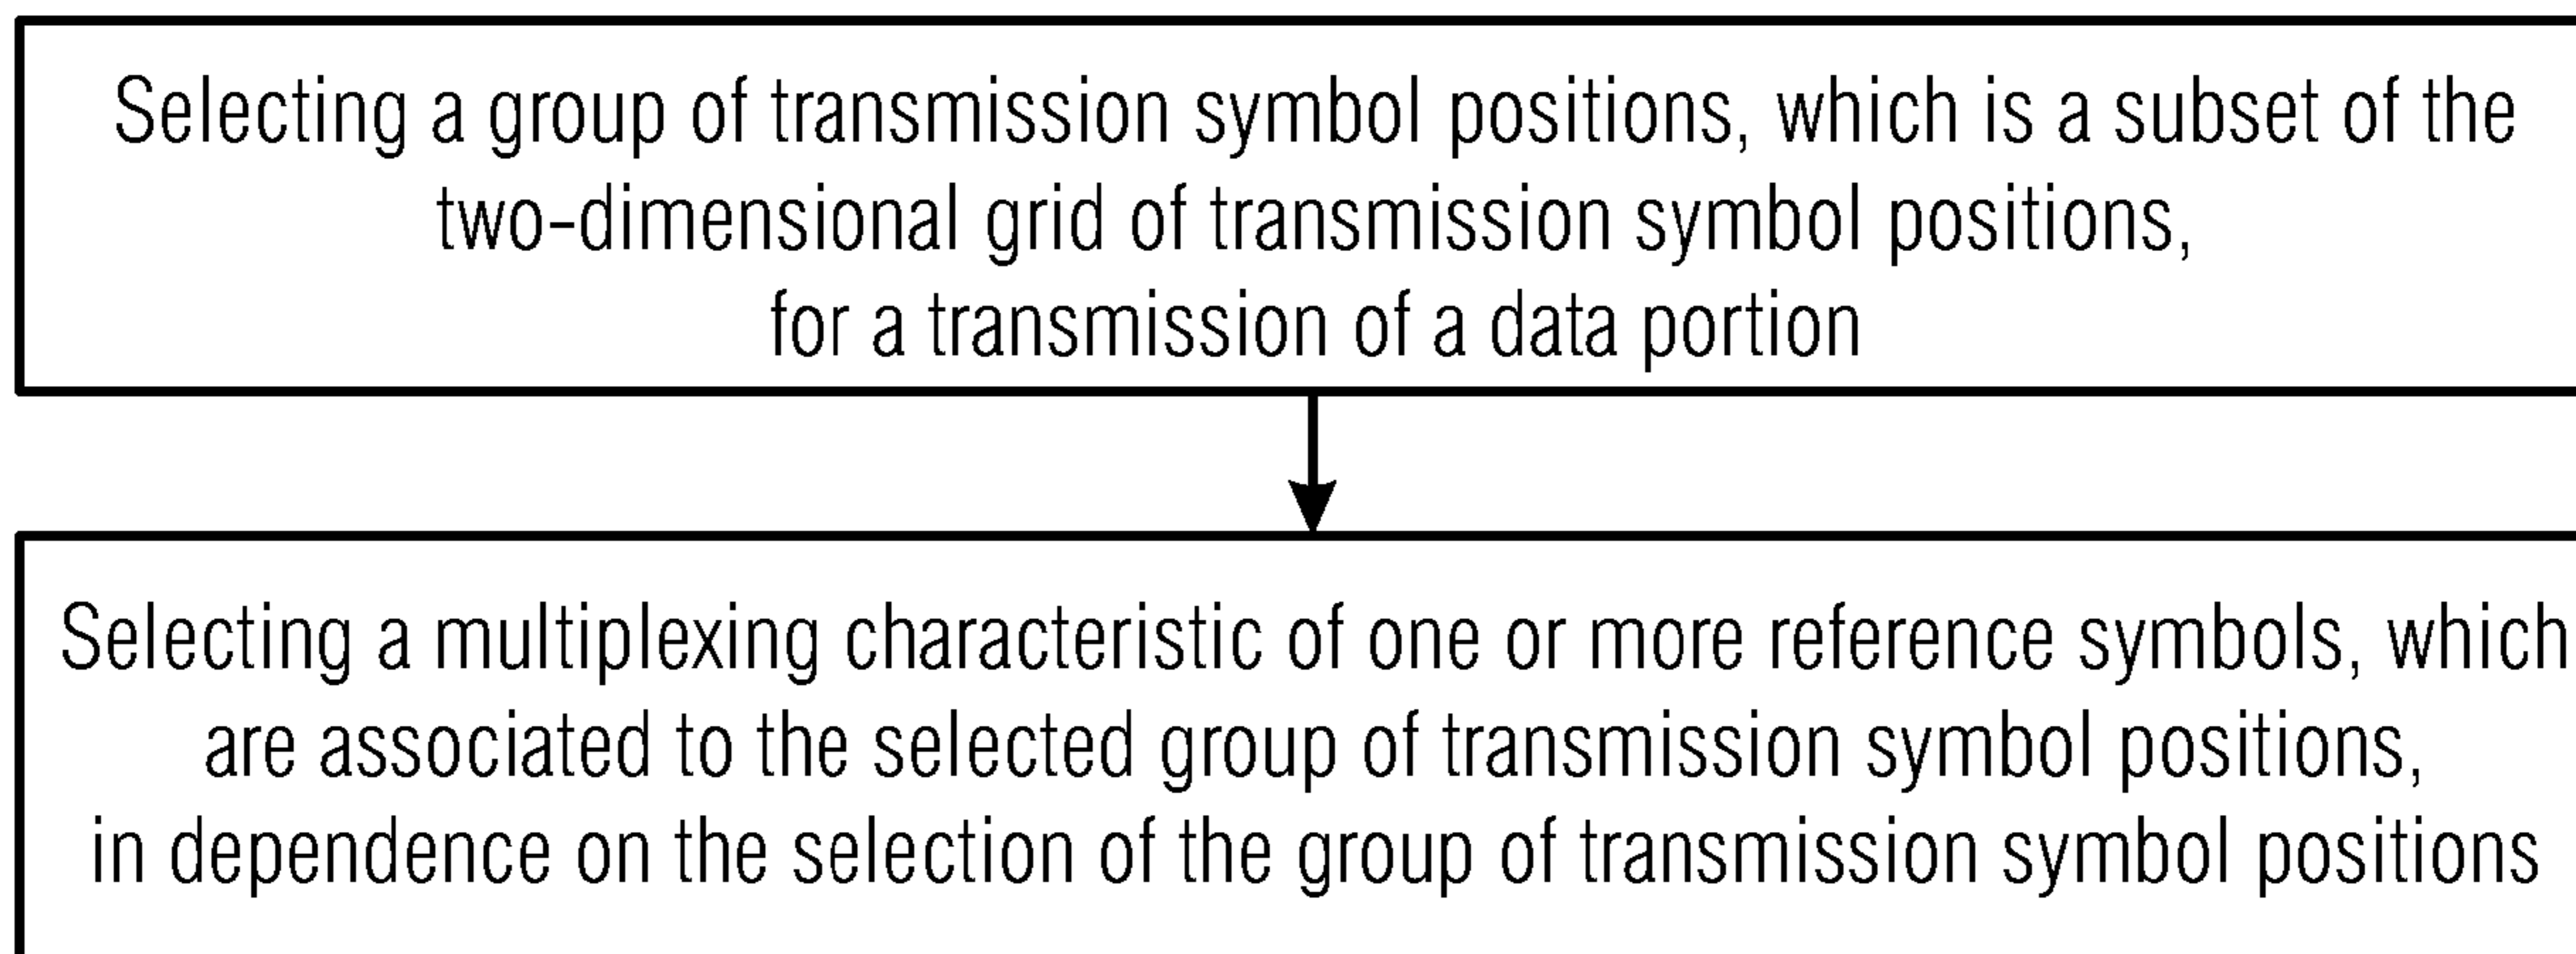 Selecting a group of transmission symbol positions, which is a subset of the
two-dimensional grid of transmission symbol positions,
for a transmission of a data portion
Selecting a multiplexing characteristic of one or more reference symbols, which
are associated to the selected group of transmission symbol positions,
in dependence on the selection of the group of transmission symbol positions